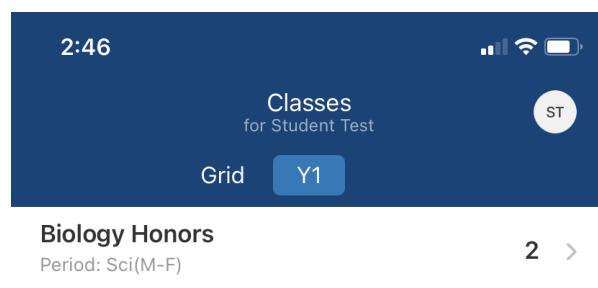 2:46
Classes
for Student Test
ST
Grid Y1
Biology Honors
2
Period: Sci(M-F)